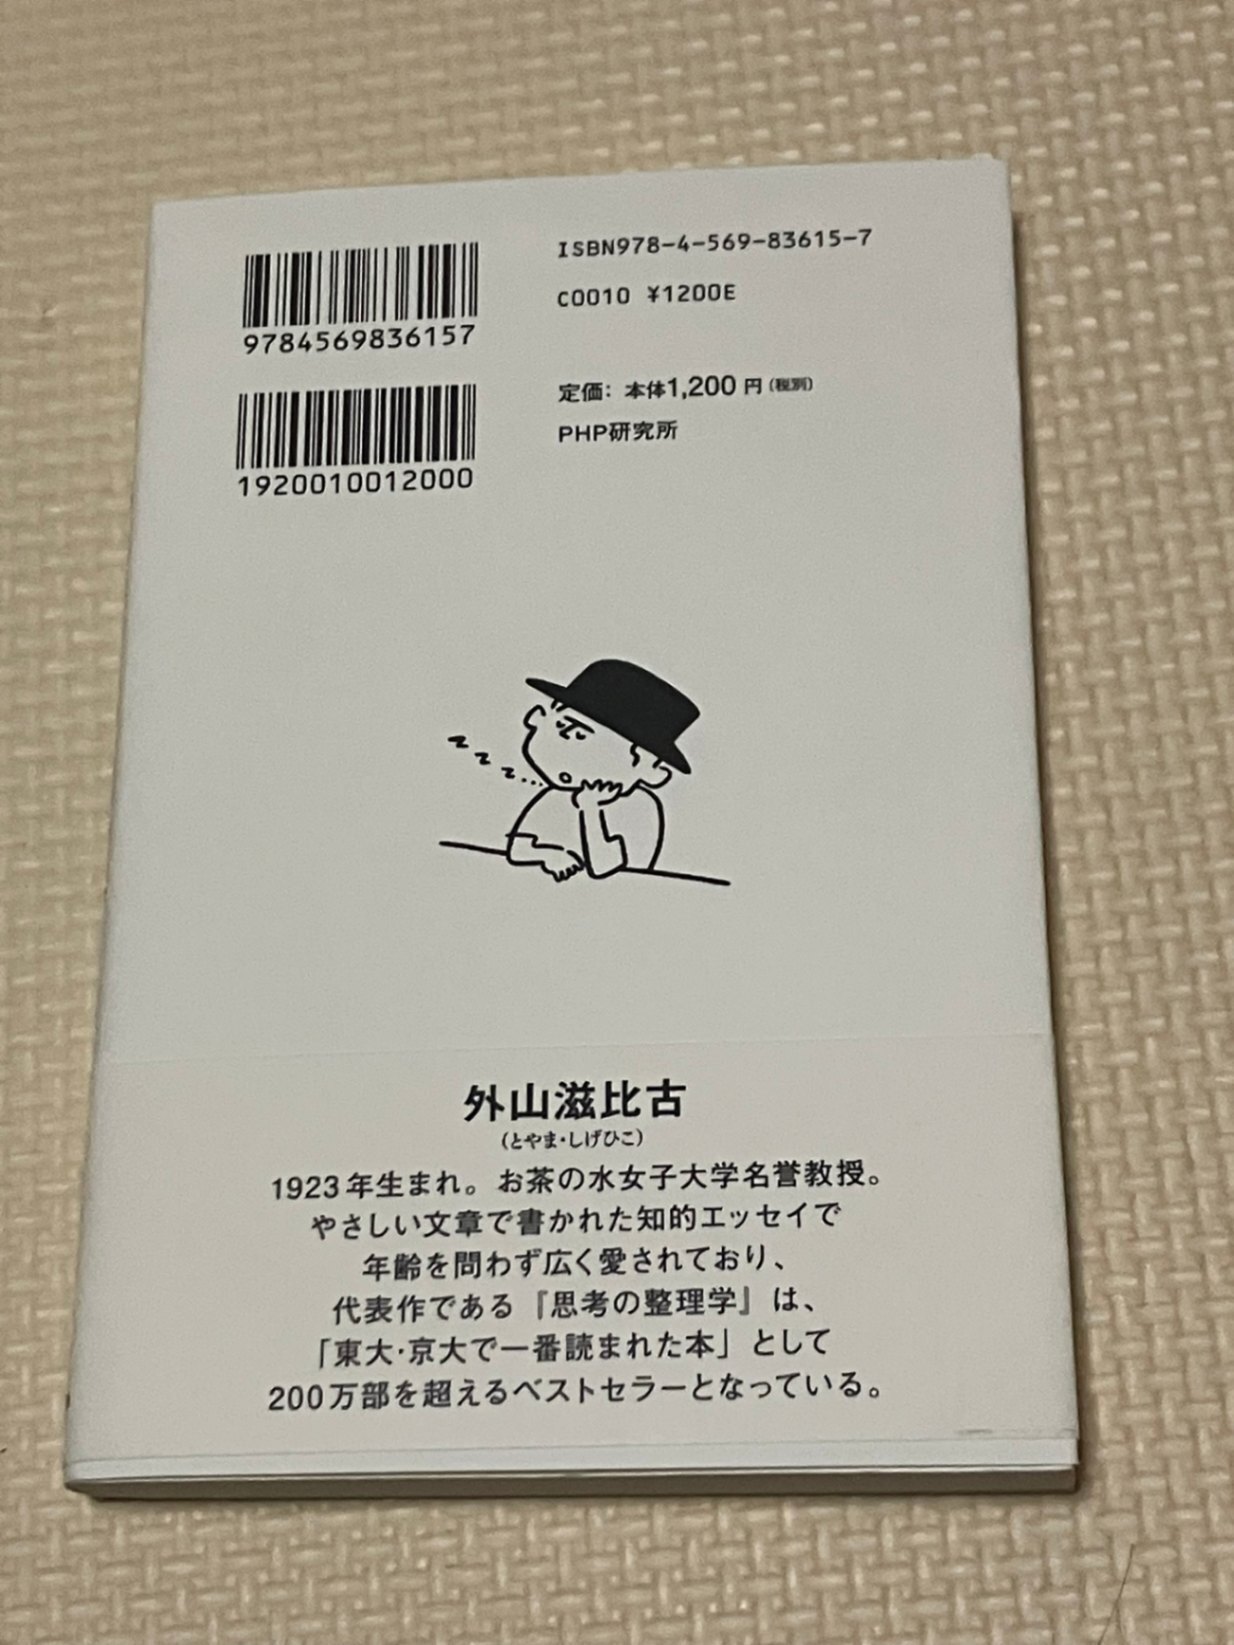 9784569836157
1920010012000
ISBN978-4-569-83615-7
C0010 ¥1200E
定価：本体1,200円（税別）
PHP研究所
外山滋比古
（とやま・しげひこ）
1923年生まれ。お茶の水女子大学名誉教授。
やさしい文章で書かれた知的エッセイで
年齢を問わず広く愛されており、
代表作である『思考の整理学』は、
「東大・京大で一番読まれた本」として
200万部を超えるベストセラーとなっている。